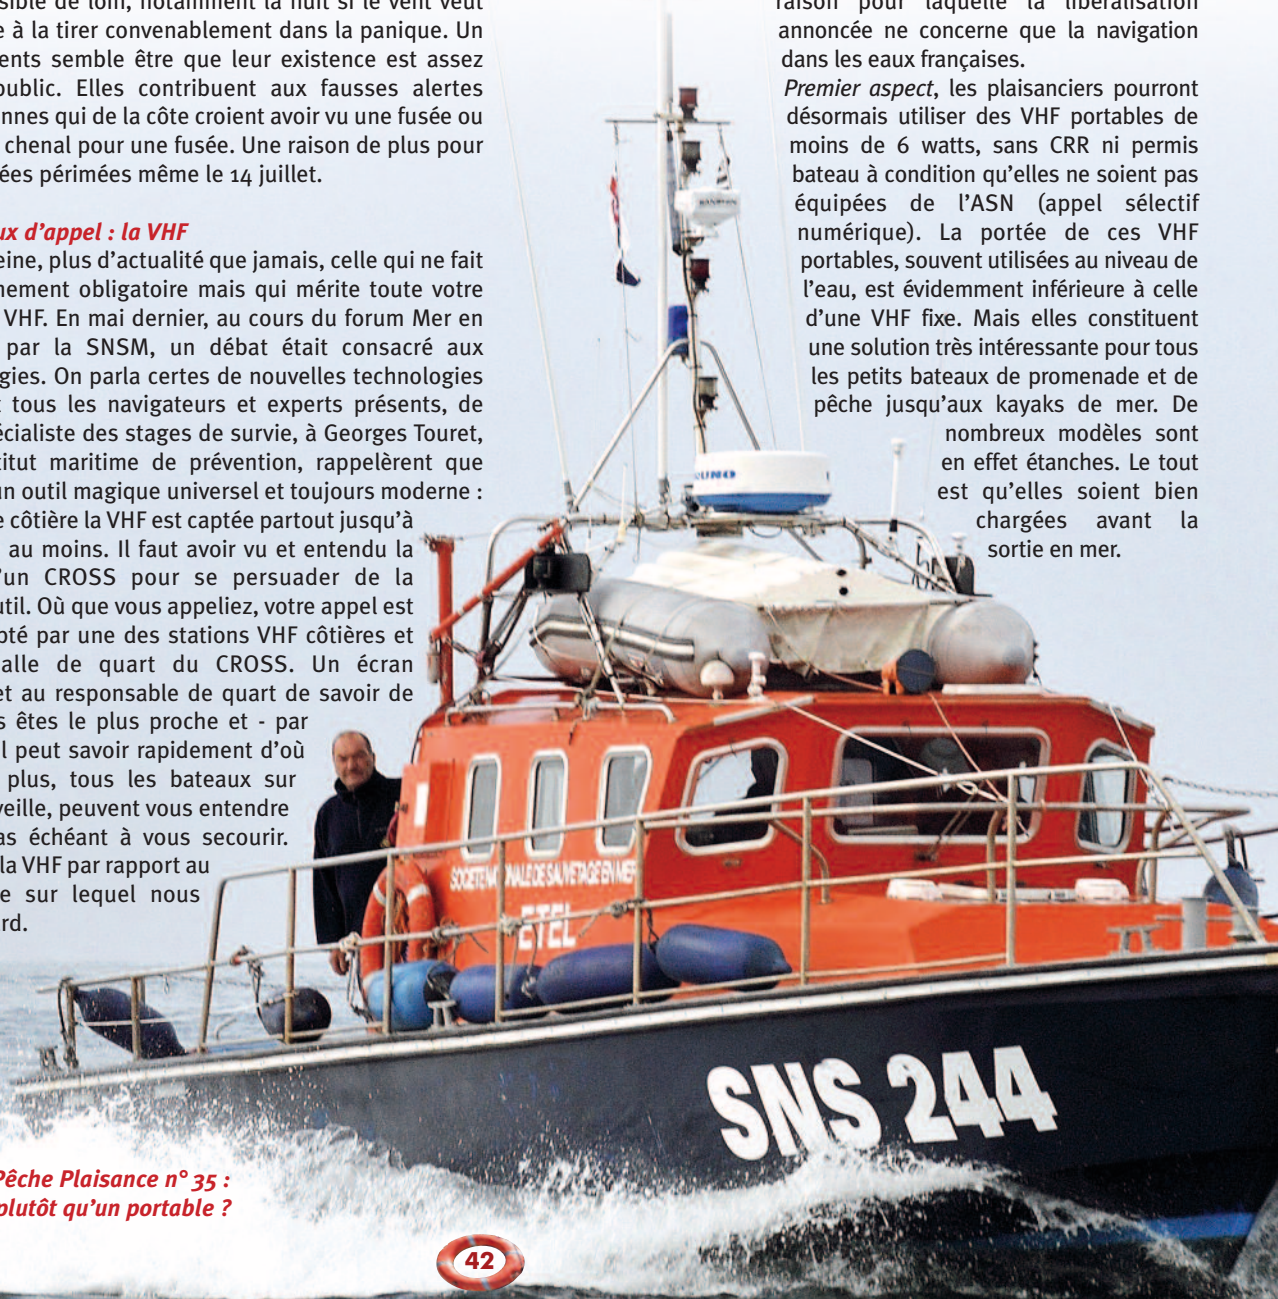 sible de loin, notamment la nuit si le vent veut
e à la tirer convenablement dans la panique. Un
ents semble être que leur existence est assez
public. Elles contribuent aux fausses alertes
nnes qui de la côte croient avoir vu une fusée ou
chenal pour une fusée. Une raison de plus pour
ées périmées même le 14 juillet.
ux d'appel : la VHF
eine, plus d'actualité que jamais, celle qui ne fait
nement obligatoire mais qui mérite toute votre
VHF. En mai dernier, au cours du forum Mer en
par la SNSM, un débat était consacré aux
gies. On parla certes de nouvelles technologies
t tous les navigateurs et experts présents, de
écialiste des stages de survie, à Georges Touret,
titut maritime de prévention, rappelèrent que
un outil magique universel et toujours moderne :
e côtière la VHF est captée partout jusqu'à
au moins. Il faut avoir vu et entendu la
'un CROSS pour se persuader de la
util. Où que vous appeliez, votre appel est
pté par une des stations VHF côtières et
alle de quart du CROSS. Un écran
et au responsable de quart de savoir de
s êtes le plus proche et - par
l peut savoir rapidement d'où
plus, tous les bateaux sur
veille, peuvent vous entendre
as échéant à vous secourir.
la VHF par rapport au
e sur lequel nous
rd.
raison pour laquelle la libéralisation
annoncée ne concerne que la navigation
dans les eaux françaises.
Premier aspect, les plaisanciers pourront
désormais utiliser des VHF portables de
moins de 6 watts, sans CRR ni permis
bateau à condition qu'elles ne soient pas
équipées de l'ASN (appel sélectif
numérique). La portée de ces VHF
portables, souvent utilisées au niveau de
l'eau, est évidemment inférieure à celle
d'une VHF fixe. Mais elles constituent
une solution très intéressante pour tous
les petits bateaux de promenade et de
pêche jusqu'aux kayaks de mer. De
nombreux modèles sont
en effet étanches. Le tout
est qu'elles soient bien
chargées avant la
sortie en mer.
SOCIETE NATIONALE DE SAUVETAGE EN MER
ETEL
SNS 244
Pêche Plaisance n° 35 :
plutôt qu'un portable ?
42